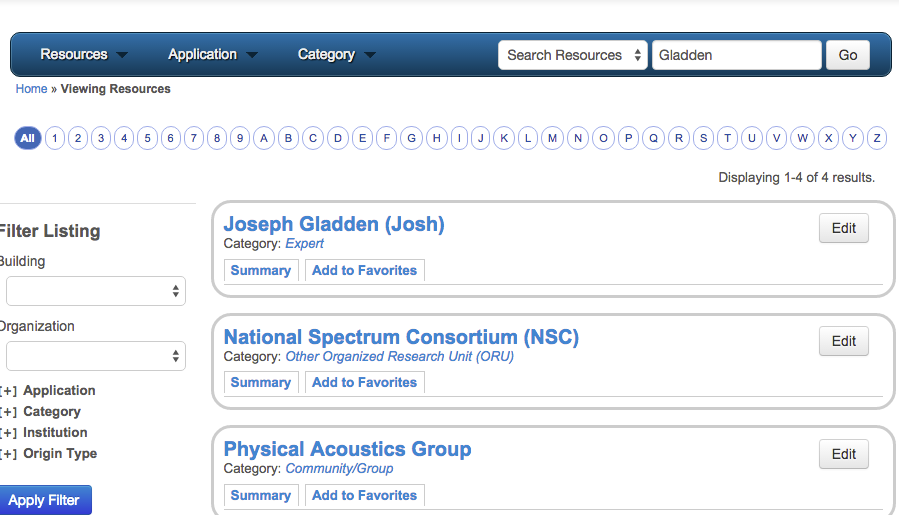 Resources Application Category Search Resources Gladden Go
Home » Viewing Resources
All 1 2 3 4 5 6 7 8 9 A B C D E F G H I J K L M N O P Q R S T U V W X Y Z
Displaying 1-4 of 4 results.
Filter Listing
Building
Organization
[+] Application
[+] Category
[+] Institution
[+] Origin Type
Apply Filter
Joseph Gladden (Josh) Edit
Category: Expert
Summary Add to Favorites
National Spectrum Consortium (NSC) Edit
Category: Other Organized Research Unit (ORU)
Summary Add to Favorites
Physical Acoustics Group Edit
Category: Community/Group
Summary Add to Favorites